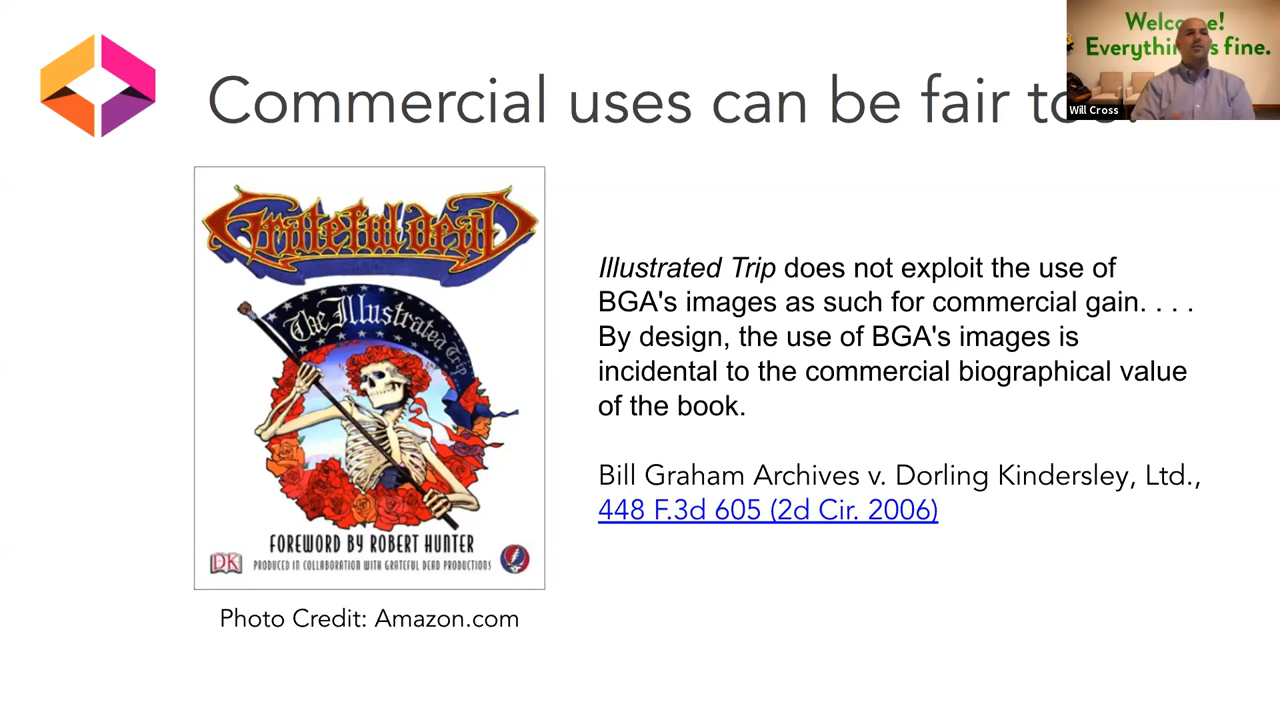 Commercial uses can be fair
Welcome!
Everything is fine.
Will Cross
Grateful Dead
The Illustrated Trip
FOREWORD BY ROBERT HUNTER
DK
PRODUCED IN COLLABORATION WITH GRATEFUL DEAD PRODUCTIONS
Photo Credit: Amazon.com
Illustrated Trip does not exploit the use of
BGA's images as such for commercial gain. . . .
By design, the use of BGA's images is
incidental to the commercial biographical value
of the book.
Bill Graham Archives v. Dorling Kindersley, Ltd.,
448 F.3d 605 (2d Cir. 2006)